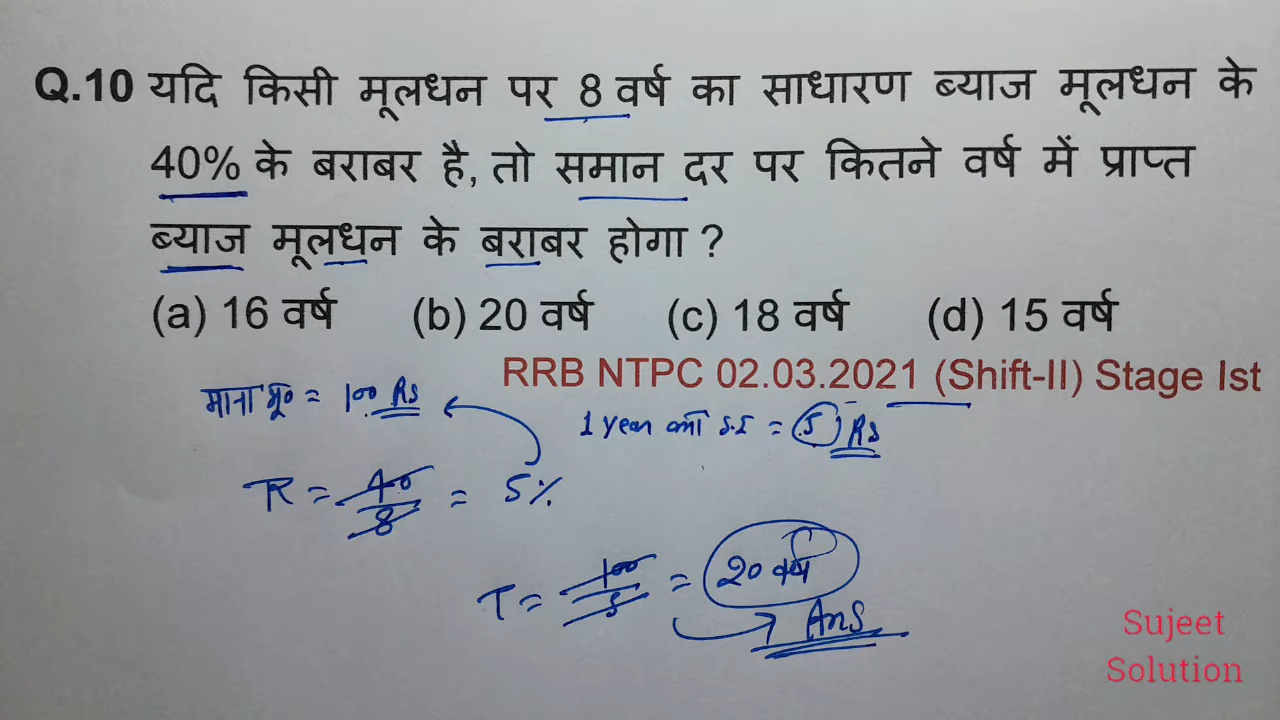 Q.10 यदि किसी मूलधन पर 8 वर्ष का साधारण ब्याज मूलधन के
40% के बराबर है, तो समान दर पर कितने वर्ष में प्राप्त
ब्याज मूलधन के बराबर होगा ?
(a) 16 वर्ष (b) 20 वर्ष (c) 18 वर्ष (d) 15 वर्ष
RRB NTPC 02.03.2021 (Shift-II) Stage Ist
माना मू० = 100 Rs
1 year का S.I = 5 Rs
R = 40/8 = 5%
T = 100/5 = 20 वर्ष
Ans
Sujeet
Solution